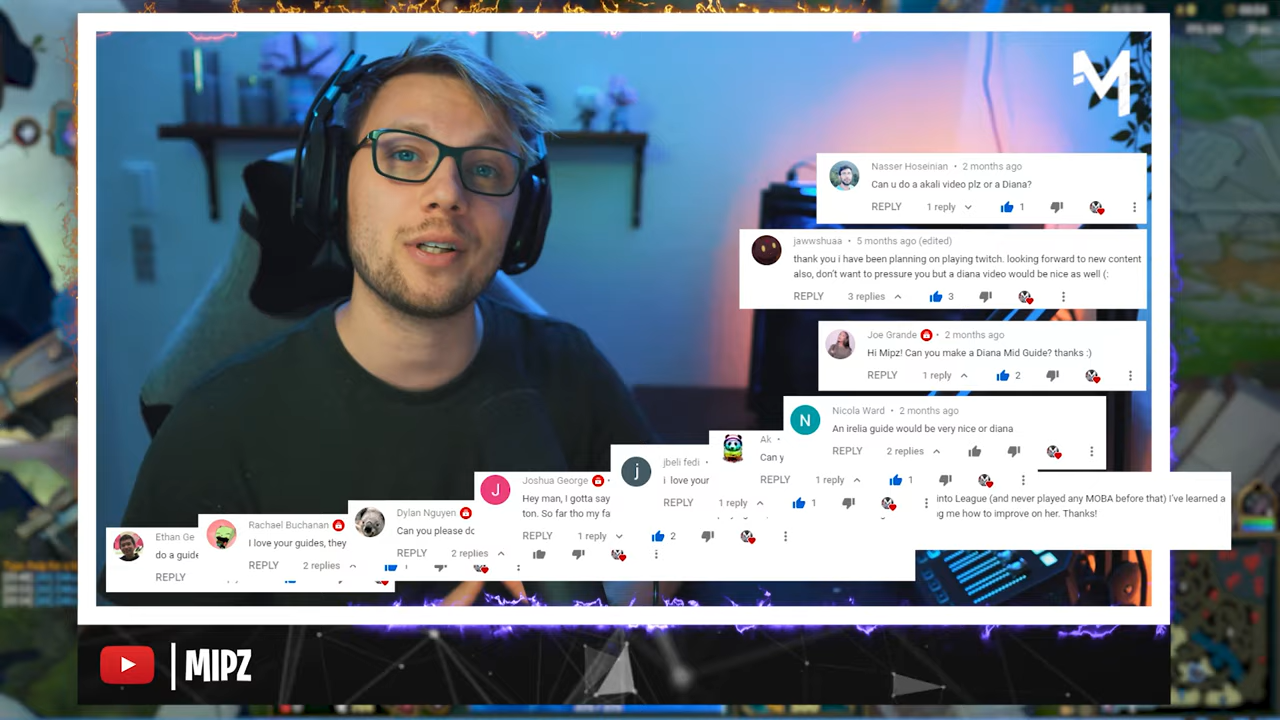 M
Nasser Hoseinian • 2 months ago
Can u do a akali video plz or a Diana?
REPLY 1 reply 1
jawwshuaa • 5 months ago (edited)
thank you i have been planning on playing twitch. looking forward to new content
also, don't want to pressure you but a diana video would be nice as well (:
REPLY 3 replies 3
Joe Grande • 2 months ago
Hi Mipz! Can you make a Diana Mid Guide? thanks :)
REPLY 1 reply 2
N
Nicola Ward • 2 months ago
An irelia guide would be very nice or diana
REPLY 2 replies
Ak •
Can y
REPLY 1 reply 1
j
jbeli fedi •
i love your
REPLY 1 reply 1
into League (and never played any MOBA before that) I've learned a
me how to improve on her. Thanks!
J
Joshua George •
Hey man, I gotta say
ton. So far tho my fa
REPLY 1 reply 2
Dylan Nguyen
Can you please do
REPLY 2 replies
Rachael Buchanan
I love your guides, they
REPLY 2 replies
Ethan Ge
do a guide
REPLY
MIPZ